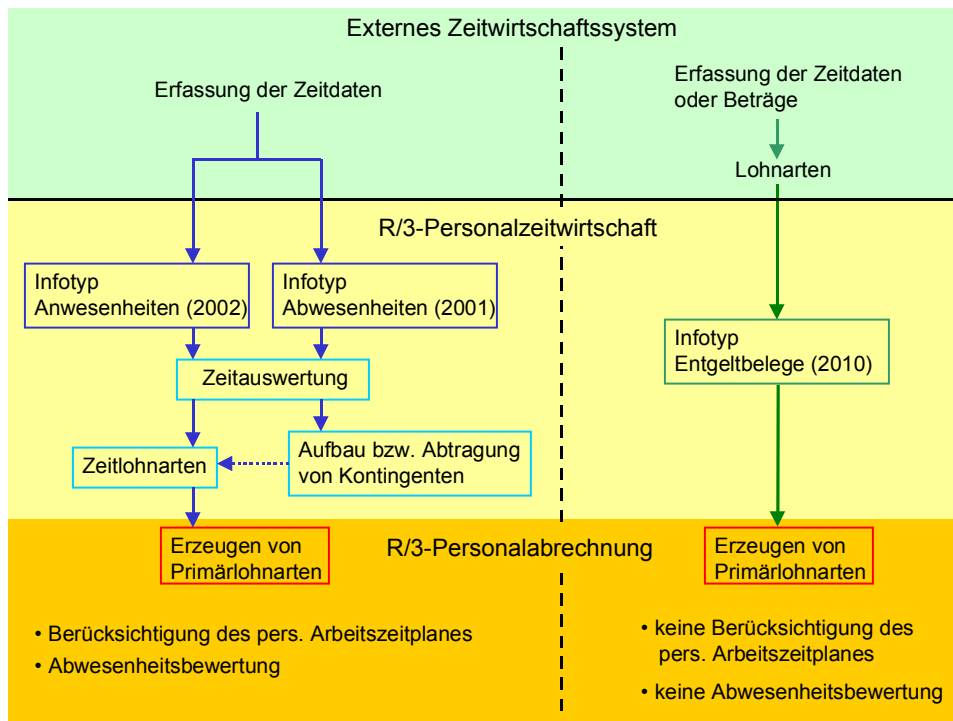 Externes Zeitwirtschaftssystem
Erfassung der Zeitdaten
Erfassung der Zeitdaten
oder Beträge
Lohnarten
R/3-Personalzeitwirtschaft
Infotyp
Anwesenheiten (2002)
Infotyp
Abwesenheiten (2001)
Infotyp
Entgeltbelege (2010)
Zeitauswertung
Zeitlohnarten
Aufbau bzw. Abtragung
von Kontingenten
R/3-Personalabrechnung
Erzeugen von
Primärlohnarten
Erzeugen von
Primärlohnarten
• Berücksichtigung des pers. Arbeitszeitplanes
• Abwesenheitsbewertung
• keine Berücksichtigung des
pers. Arbeitszeitplanes
• keine Abwesenheitsbewertung